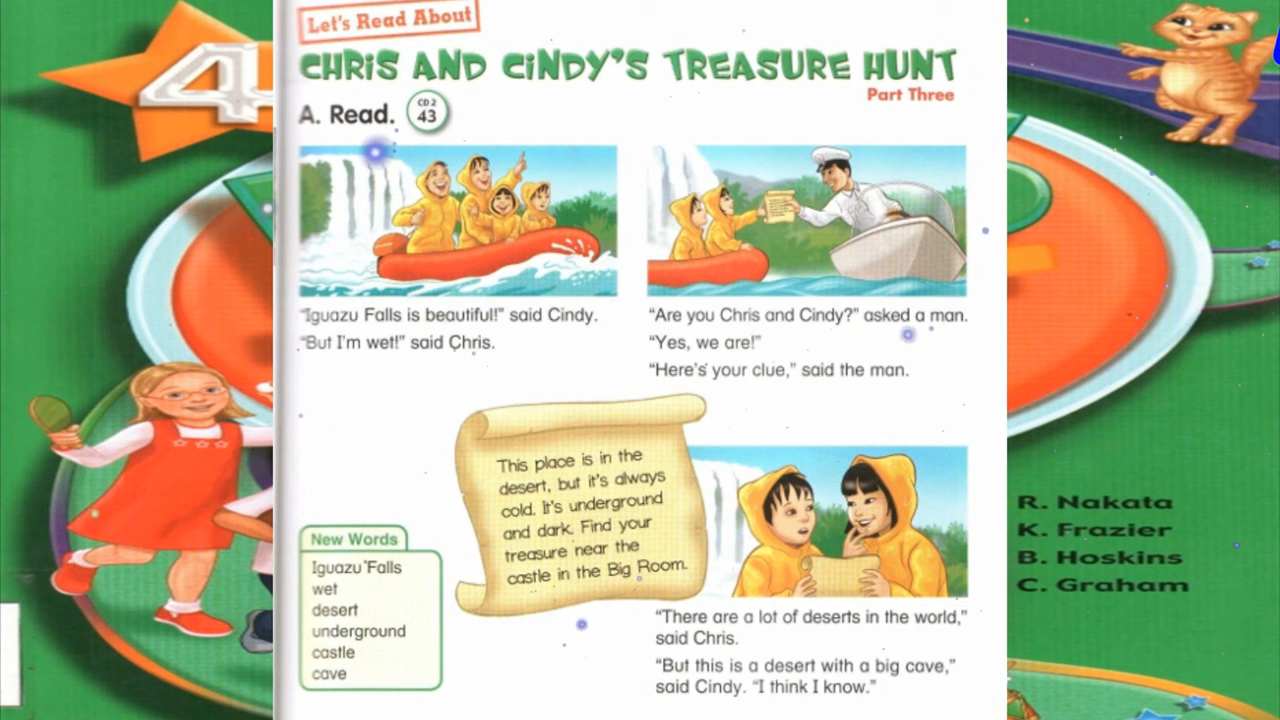 4
Let's Read About
CHRIS AND CINDY'S TREASURE HUNT
Part Three
A. Read.
CD 2
43
"Iguazu Falls is beautiful!" said Cindy.
"But I'm wet!" said Chris.
"Are you Chris and Cindy?" asked a man.
"Yes, we are!"
"Here's your clue," said the man.
This place is in the
desert, but it's always
cold. It's underground
and dark. Find your
treasure near the
castle in the Big Room.
New Words
Iguazu Falls
wet
desert
underground
castle
cave
"There are a lot of deserts in the world,"
said Chris.
"But this is a desert with a big cave,"
said Cindy. "I think I know."
R. Nakata
K. Frazier
B. Hoskins
C. Graham